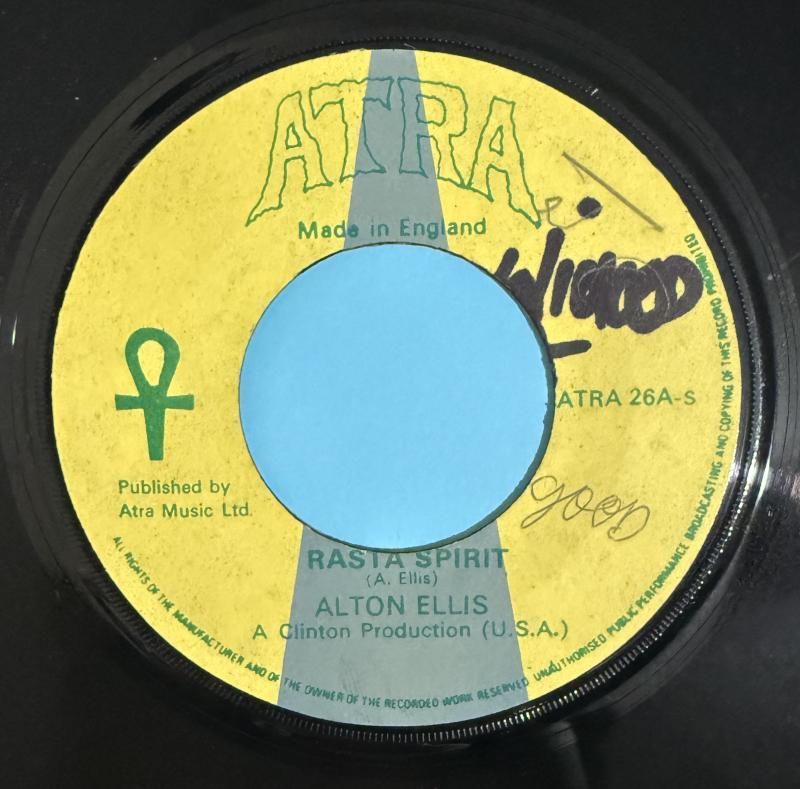 ATRA
Made in England
ATRA 26A-S
Published by
Atra Music Ltd.
good
RASTA SPIRIT
(A. Ellis)
ALTON ELLIS
A Clinton Production (U.S.A.)
ALL RIGHTS OF THE MANUFACTURER AND OF THE OWNER OF THE RECORDED WORK RESERVED UNAUTHORISED PUBLIC PERFORMANCE BROADCASTING AND COPYING OF THIS RECORD PROHIBITED